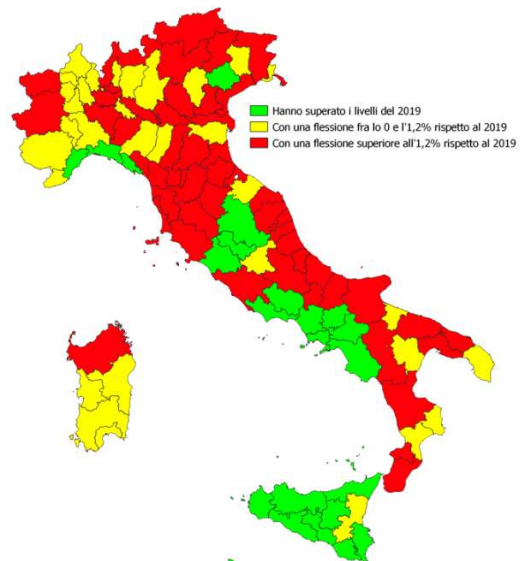 Hanno superato i livelli del 2019
Con una flessione fra lo 0 e l'1,2% rispetto al 2019
Con una flessione superiore all'1,2% rispetto al 2019